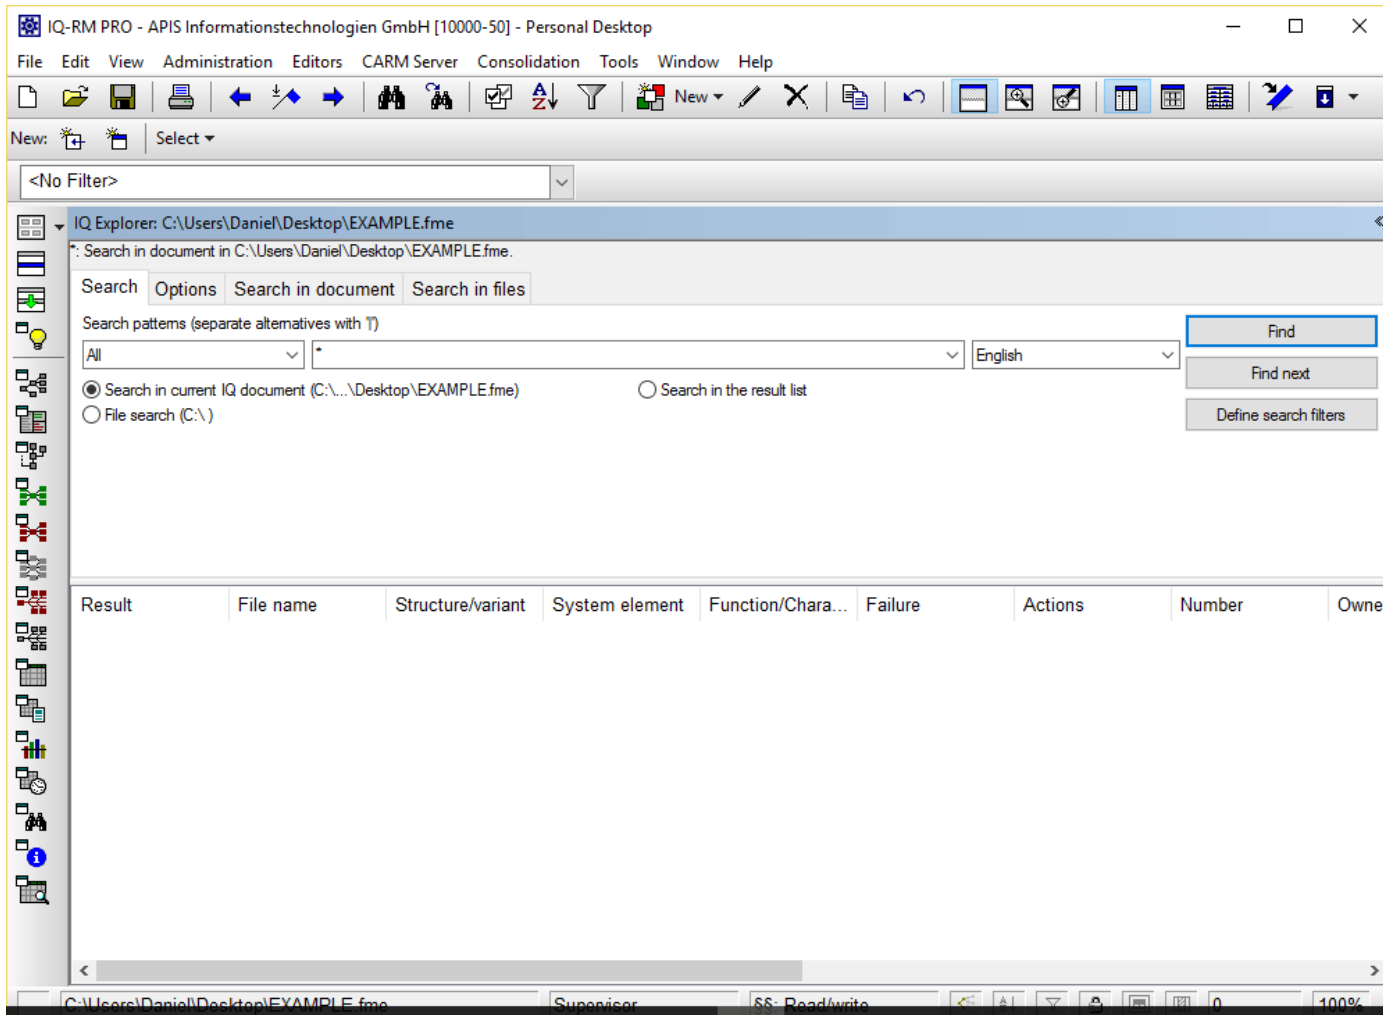 IQ-RM PRO - APIS Informationstechnologien GmbH [10000-50] - Personal Desktop
File Edit View Administration Editors CARM Server Consolidation Tools Window Help
New
New: Select
<No Filter>
IQ Explorer: C:\Users\Daniel\Desktop\EXAMPLE.fme
*: Search in document in C:\Users\Daniel\Desktop\EXAMPLE.fme.
Search Options Search in document Search in files
Search patterns (separate alternatives with '|')
All * English
Find
Search in current IQ document (C:\...\Desktop\EXAMPLE.fme) Search in the result list
Find next
File search (C:\ )
Define search filters
Result File name Structure/variant System element Function/Chara... Failure Actions Number Owne
C:\Users\Daniel\Desktop\EXAMPLE.fme Supervisor §§: Read/write 0 100%